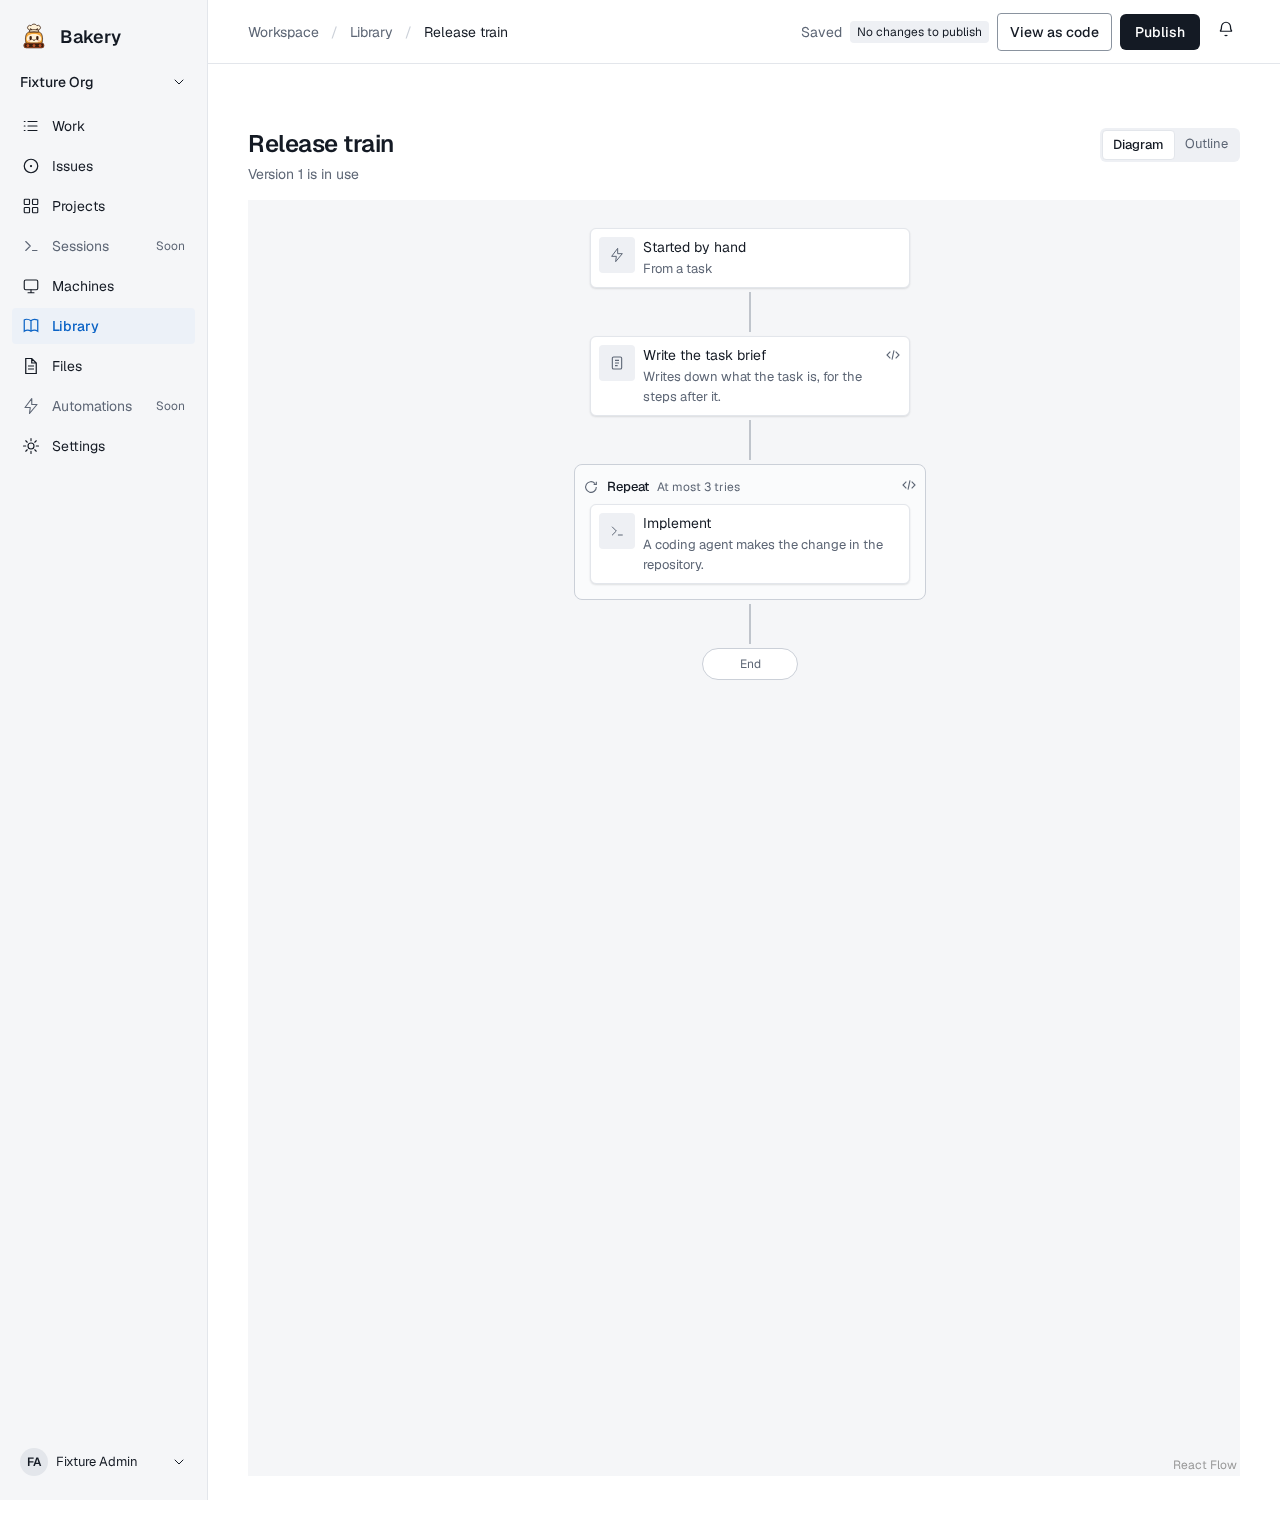 Bakery
Fixture Org
Work
Issues
Projects
Sessions Soon
Machines
Library
Files
Automations Soon
Settings
FA Fixture Admin
Workspace / Library / Release train
Saved No changes to publish View as code Publish
Release train
Version 1 is in use
Diagram Outline
Started by hand
From a task
Write the task brief
Writes down what the task is, for the
steps after it.
Repeat At most 3 tries
Implement
A coding agent makes the change in the
repository.
End
React Flow